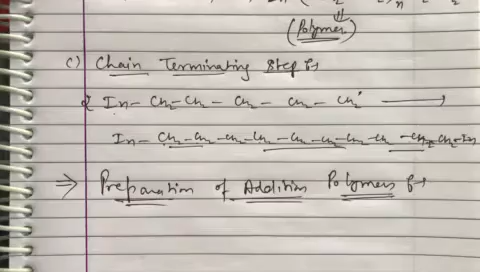 (Polymer)
c) Chain Terminating Step :-
2 In - CH2 - CH2 - CH2 - CH2 - CH2• ⟶
In - CH2 - CH2 - CH2 - CH2 - CH2 - CH2 - CH2 - CH2 - CH2 - CH2 - In
⇒ Preparation of Addition Polymers :-